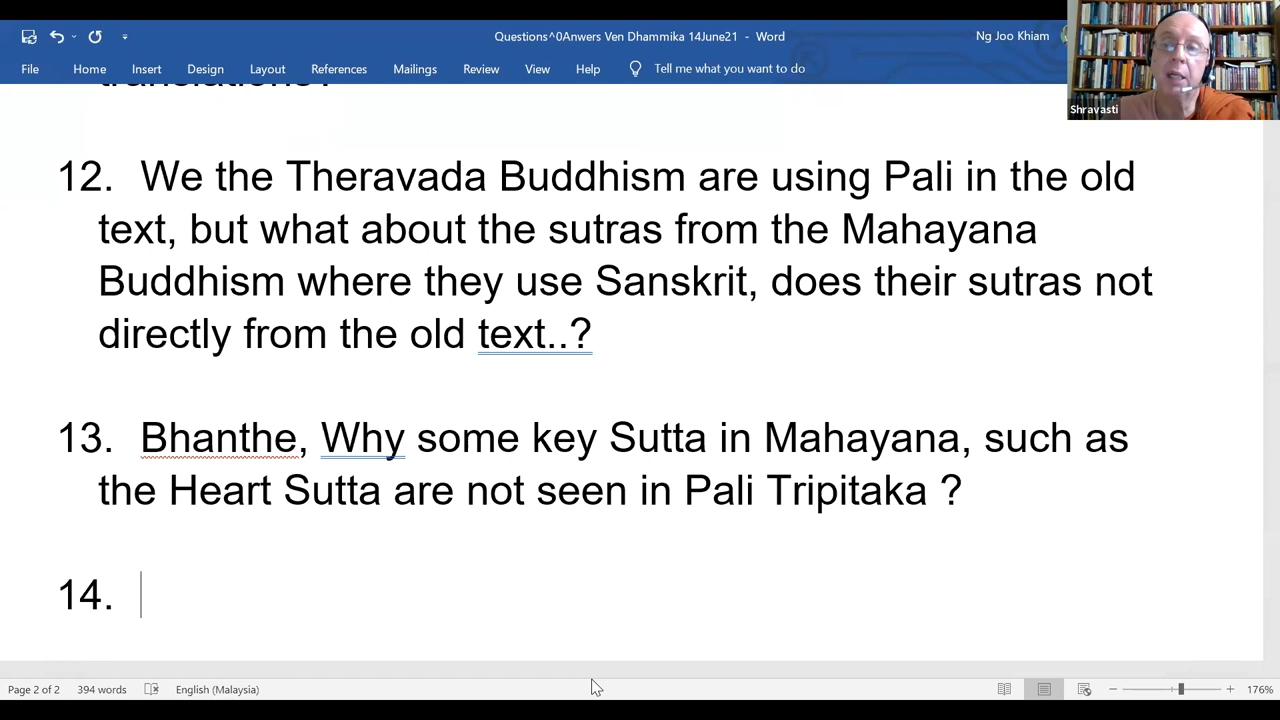 Questions^0Anwers Ven Dhammika 14June21 - Word
Ng Joo Khiam
File Home Insert Design Layout References Mailings Review View Help Tell me what you want to do
Shravasti
translations?
12. We the Theravada Buddhism are using Pali in the old
text, but what about the sutras from the Mahayana
Buddhism where they use Sanskrit, does their sutras not
directly from the old text..?
13. Bhanthe, Why some key Sutta in Mahayana, such as
the Heart Sutta are not seen in Pali Tripitaka ?
14.
Page 2 of 2 394 words English (Malaysia) 176%